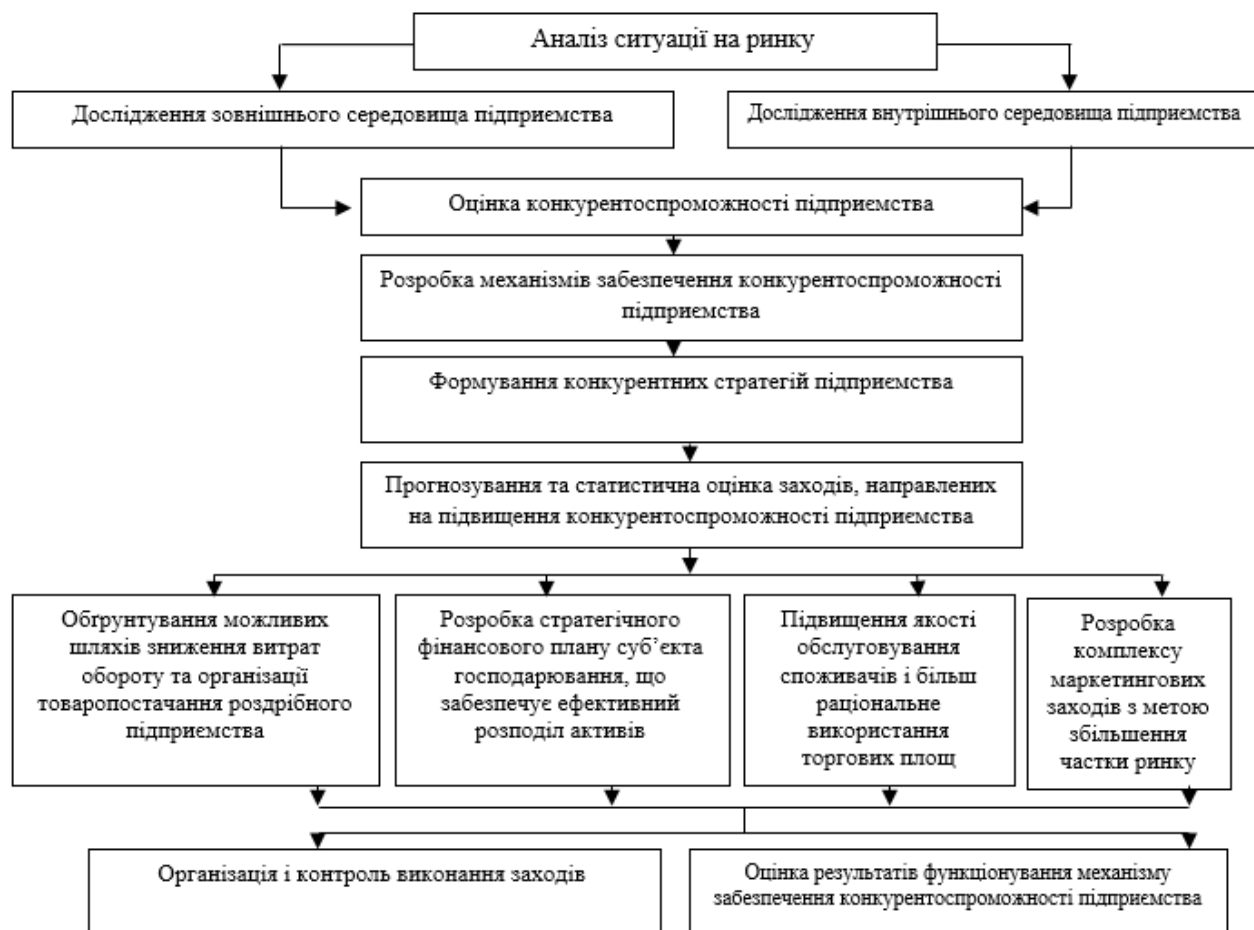 Аналіз ситуації на ринку
Дослідження зовнішнього середовища підприємства
Дослідження внутрішнього середовища підприємства
Оцінка конкурентоспроможності підприємства
Розробка механізмів забезпечення конкурентоспроможності
підприємства
Формування конкурентних стратегій підприємства
Прогнозування та статистична оцінка заходів, направлених
на підвищення конкурентоспроможності підприємства
Обґрунтування можливих
шляхів зниження витрат
обороту та організації
товаропостачання роздрібного
підприємства
Розробка стратегічного
фінансового плану суб’єкта
господарювання, що
забезпечує ефективний
розподіл активів
Підвищення якості
обслуговування
споживачів і більш
раціональне
використання
торгових площ
Розробка
комплексу
маркетингових
заходів з метою
збільшення
частки ринку
Організація і контроль виконання заходів
Оцінка результатів функціонування механізму
забезпечення конкурентоспроможності підприємства